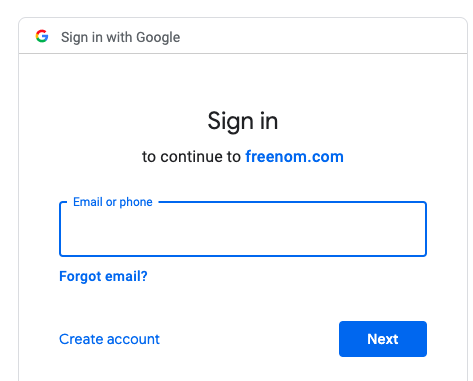 Sign in with Google
Sign in
to continue to freenom.com
Email or phone
Forgot email?
Create account
Next